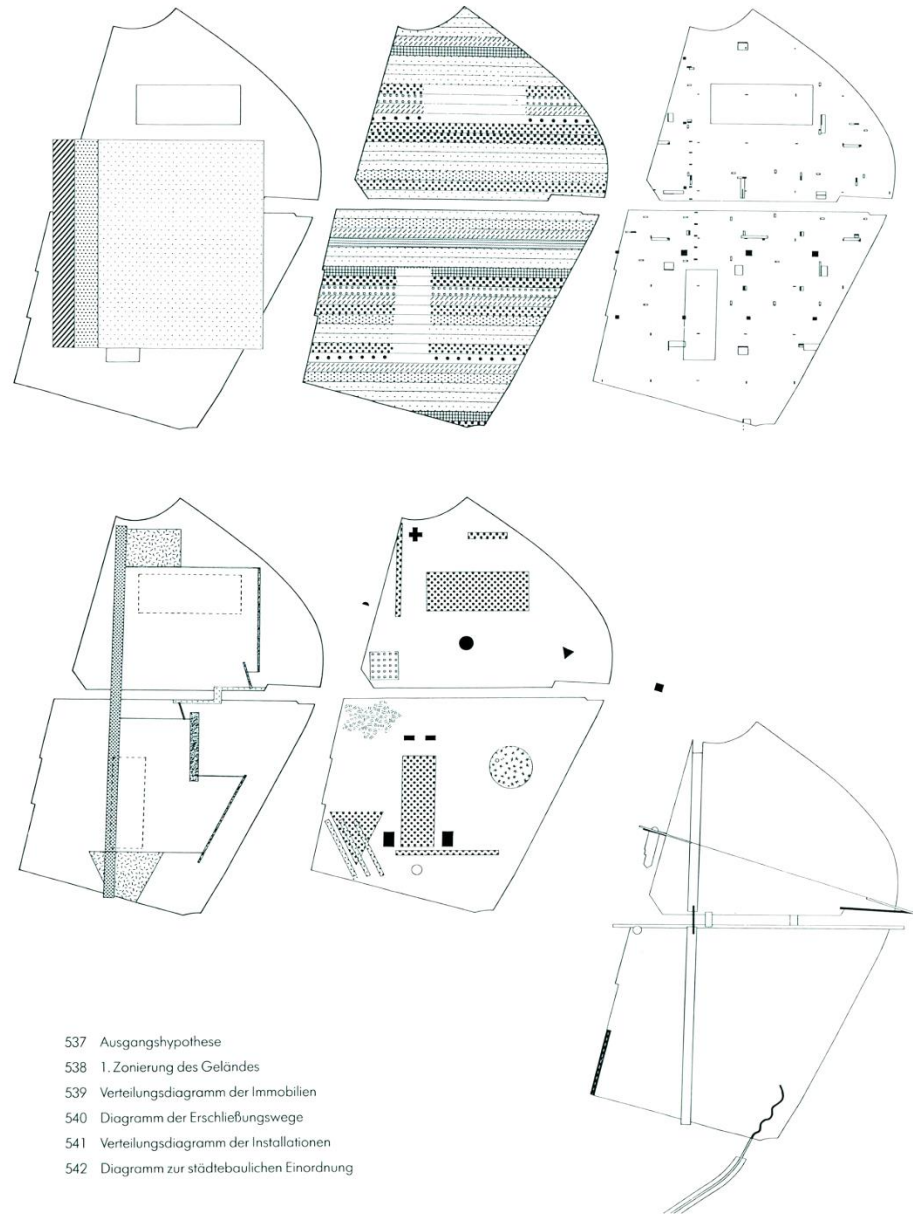 537 Ausgangshypothese
538 1. Zonierung des Geländes
539 Verteilungsdiagramm der Immobilien
540 Diagramm der Erschließungswege
541 Verteilungsdiagramm der Installationen
542 Diagramm zur städtebaulichen Einordnung